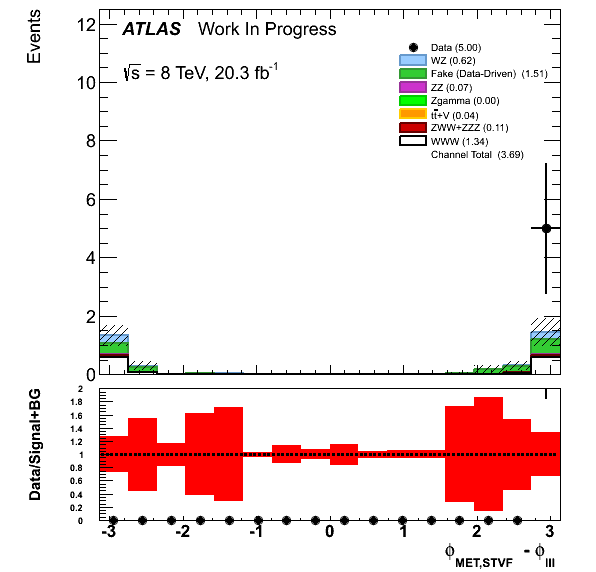 Events
12
10
8
6
4
2
0
ATLAS Work In Progress
√s = 8 TeV, 20.3 fb-1
Data (5.00)
WZ (0.62)
Fake (Data-Driven) (1.51)
ZZ (0.07)
Zgamma (0.00)
tt̄+V (0.04)
ZWW+ZZZ (0.11)
WWW (1.34)
Channel Total (3.69)
Data/Signal+BG
2
1.8
1.6
1.4
1.2
1
0.8
0.6
0.4
0.2
0
-3 -2 -1 0 1 2 3
ϕMET,STVF - ϕlll